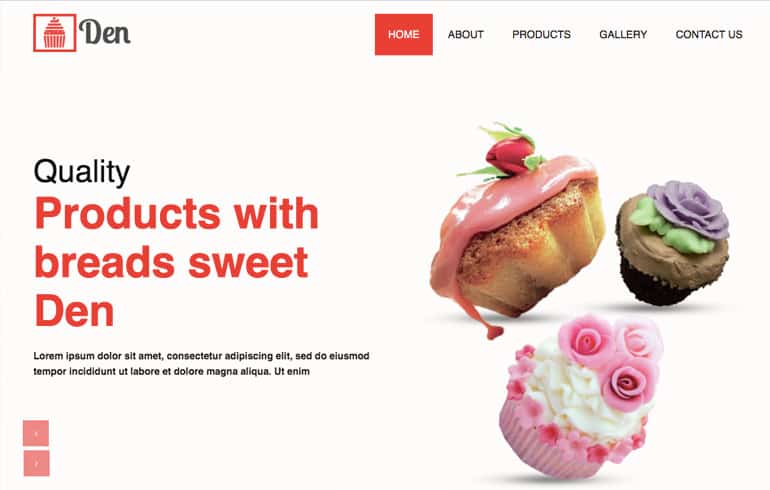 Den
HOME ABOUT PRODUCTS GALLERY CONTACT US
Quality
Products with
breads sweet
Den
Lorem ipsum dolor sit amet, consectetur adipiscing elit, sed do eiusmod
tempor incididunt ut labore et dolore magna aliqua. Ut enim